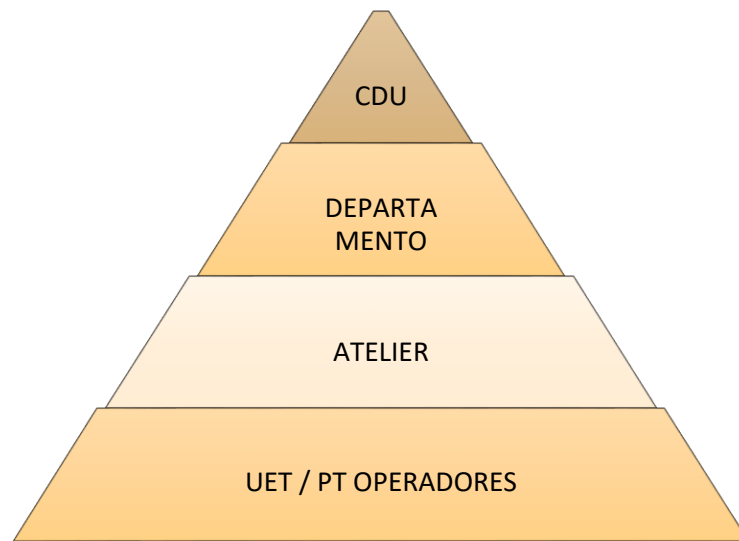 CDU
DEPARTA
MENTO
ATELIER
UET / PT OPERADORES